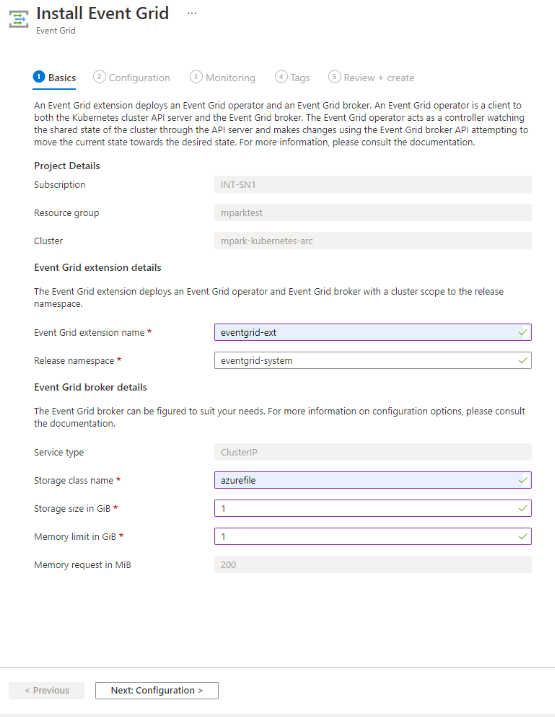 Install Event Grid ...
Event Grid
1 Basics 2 Configuration 3 Monitoring 4 Tags 5 Review + create
An Event Grid extension deploys an Event Grid operator and an Event Grid broker. An Event Grid operator is a client to
both the Kubernetes cluster API server and the Event Grid broker. The Event Grid operator acts as a controller watching
the shared state of the cluster through the API server and makes changes using the Event Grid broker API attempting to
move the current state towards the desired state. For more information, please consult the documentation.
Project Details
Subscription INT-SN1
Resource group mparktest
Cluster mpark-kubernetes-arc
Event Grid extension details
The Event Grid extension deploys an Event Grid operator and Event Grid broker with a cluster scope to the release
namespace.
Event Grid extension name * eventgrid-ext
Release namespace * eventgrid-system
Event Grid broker details
The Event Grid broker can be figured to suit your needs. For more information on configuration options, please consult
the documentation.
Service type ClusterIP
Storage class name * azurefile
Storage size in GiB * 1
Memory limit in GiB * 1
Memory request in MiB 200
< Previous Next: Configuration >